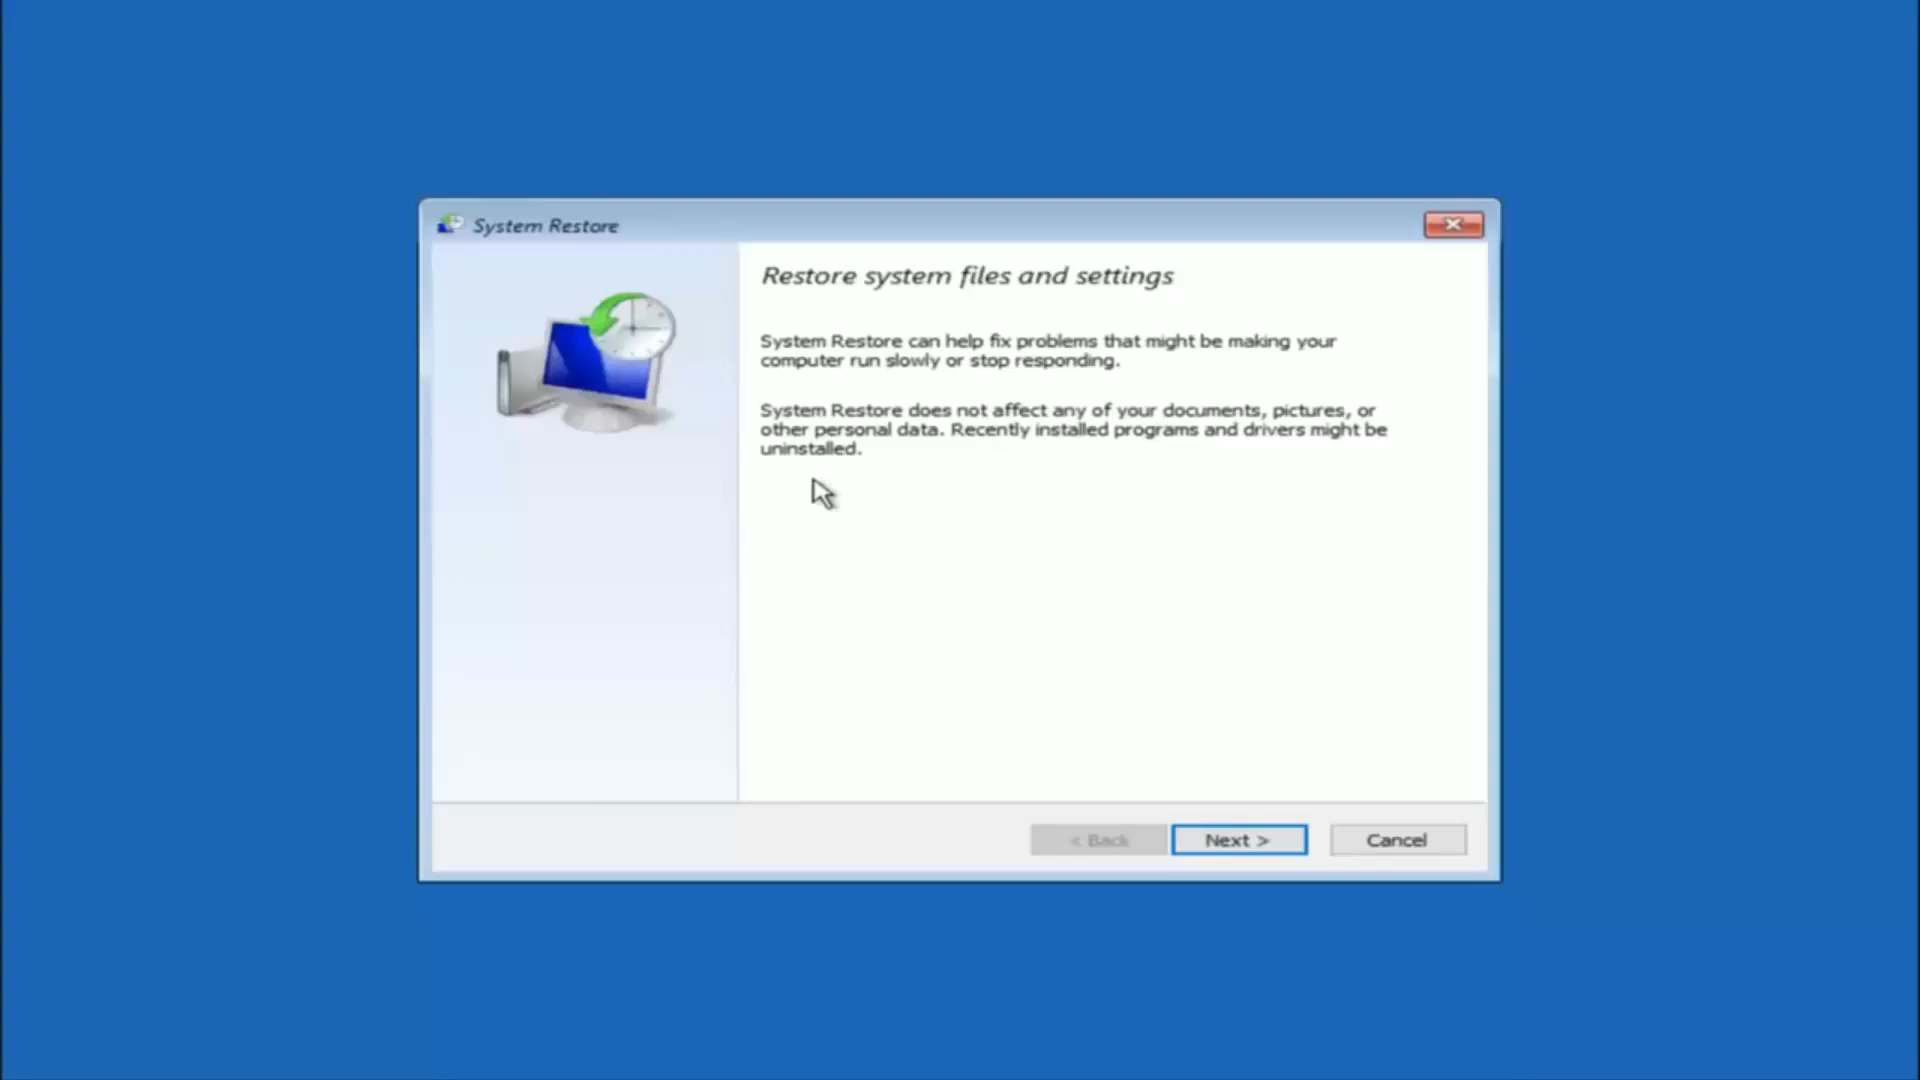 System Restore
Restore system files and settings
System Restore can help fix problems that might be making your
computer run slowly or stop responding.
System Restore does not affect any of your documents, pictures, or
other personal data. Recently installed programs and drivers might be
uninstalled.
< Back
Next >
Cancel